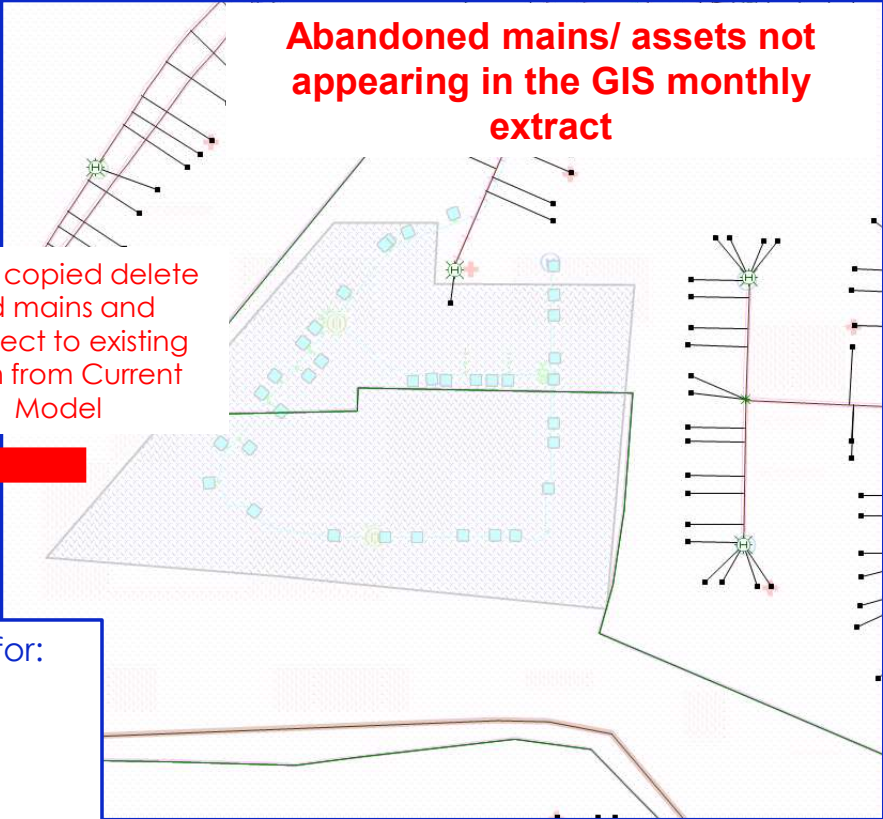 Abandoned mains/ assets not
appearing in the GIS monthly
extract
copied delete
mains and
to existing
from Current
Model
for:
H
H
H
H